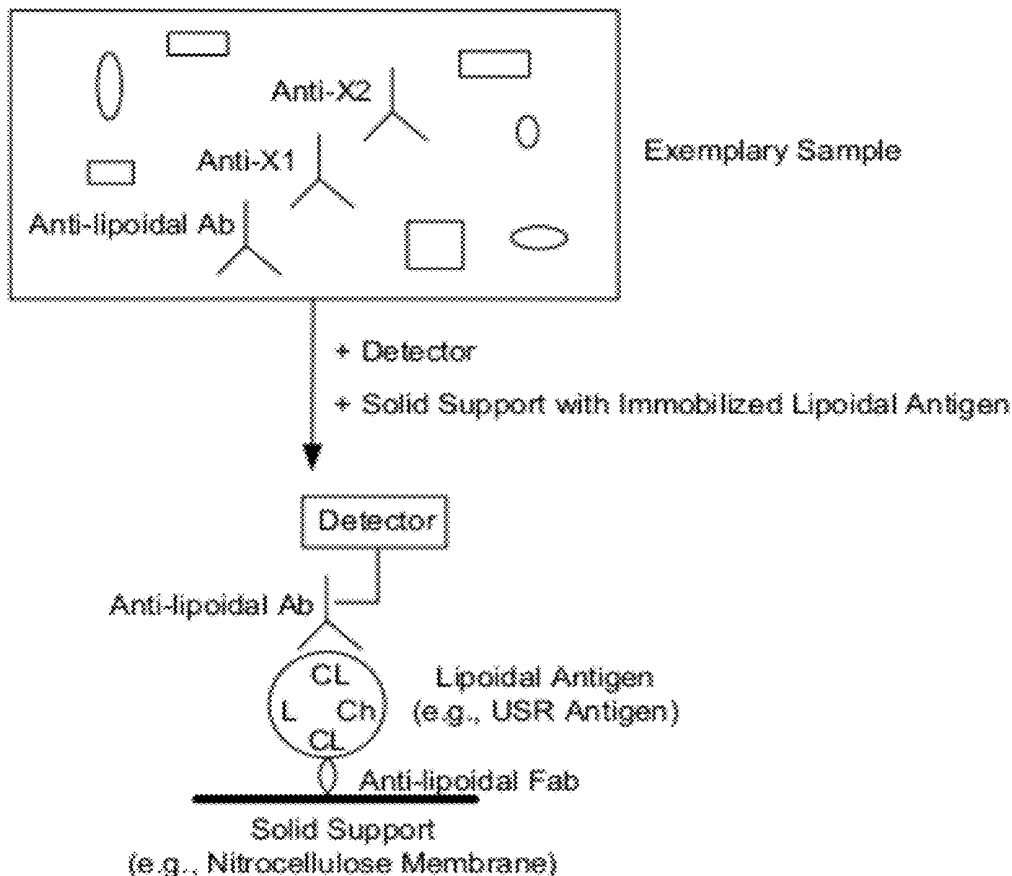 Anti-X2
Anti-X1
Exemplary Sample
Anti-lipoidal Ab
+ Detector
+ Solid Support with Immobilized Lipoidal Antigen
Detector
Anti-lipoidal Ab
CL
Lipoidal Antigen
L Ch
(e.g., USR Antigen)
CL
Anti-lipoidal Fab
Solid Support
(e.g., Nitrocellulose Membrane)